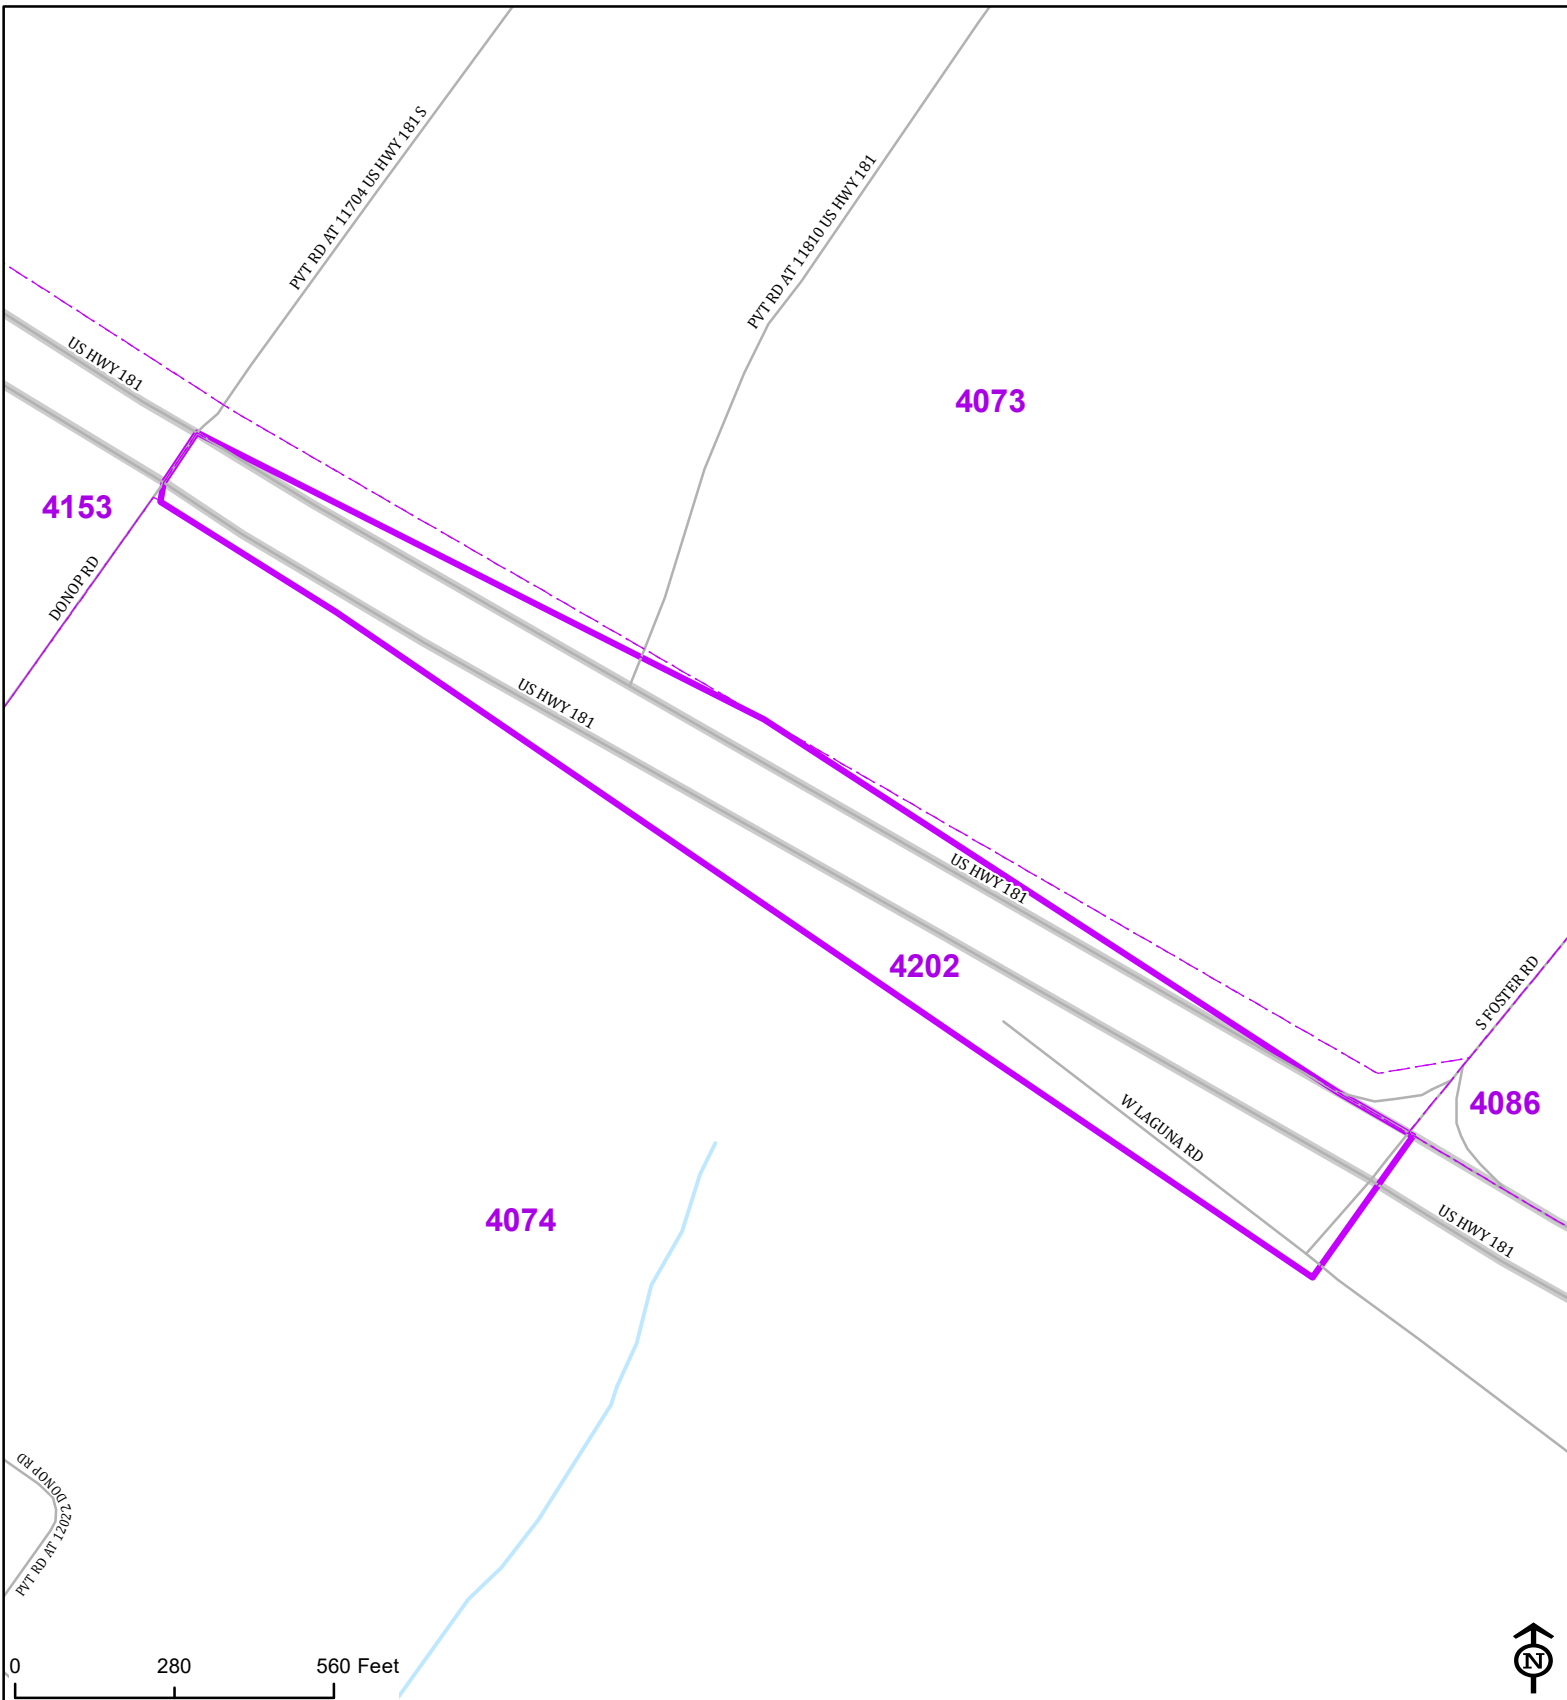 PVT RD AT 11704 US HWY 181 S
PVT RD AT 11810 US HWY 181
US HWY 181
4073
4153
DONOP RD
US HWY 181
US HWY 181
4202
S FOSTER RD
4086
W LAGUNA RD
4074
US HWY 181
PVT RD AT 12022 DONOP RD
0 280 560 Feet
N